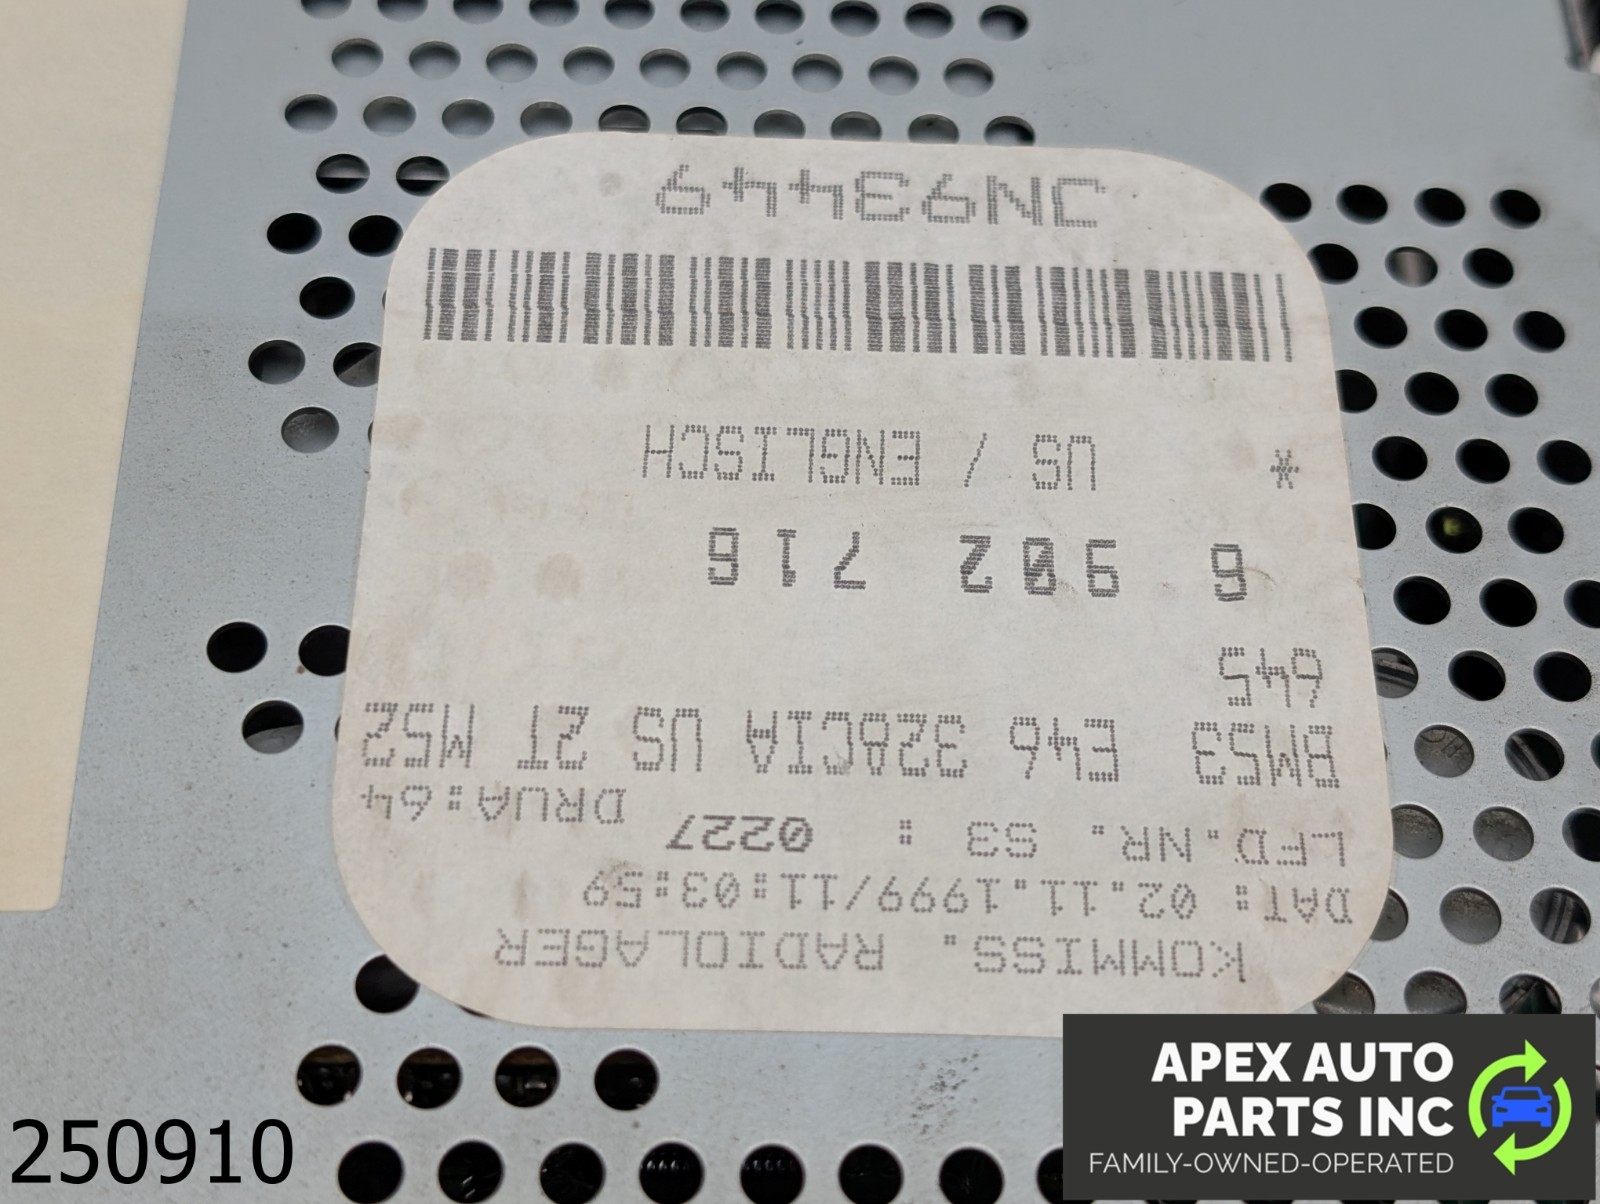 KOMMISS. RADIOLAGER
DAT: 02.11.1999/11:03:59
LFD.NR. S3 : 0227 DRUA:64
BM53 E46 328CIA US 2T M52
645
6 902 716
* US / ENGLISCH
JN93449
250910
APEX AUTO
PARTS INC
FAMILY-OWNED-OPERATED